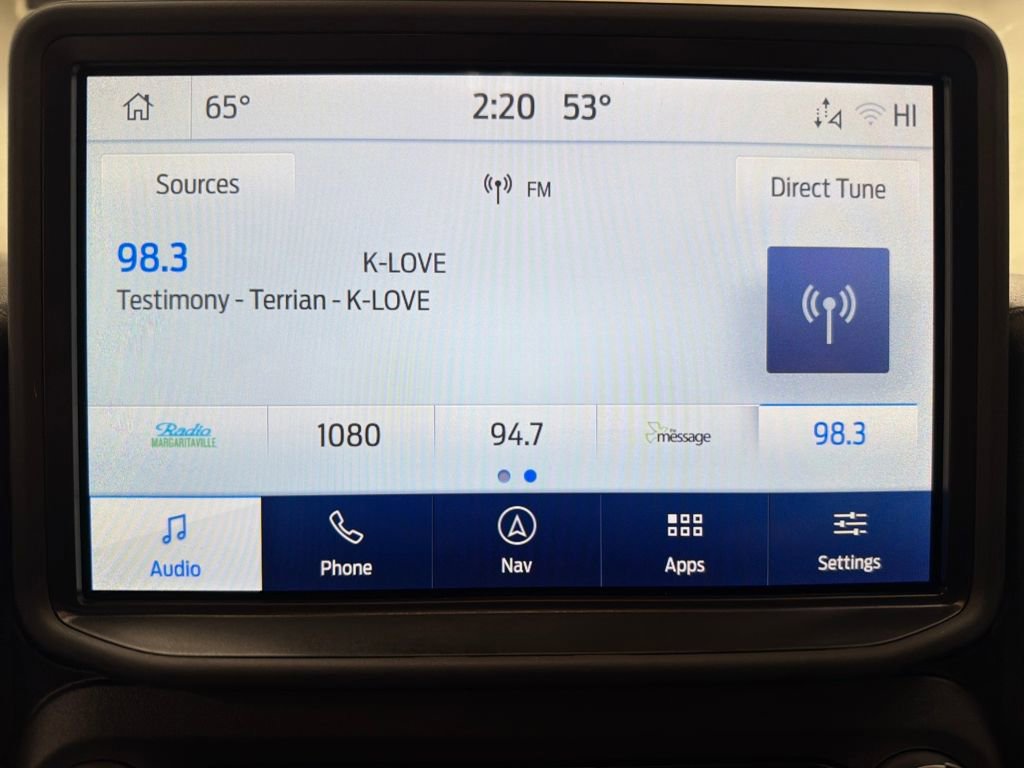 65° 2:20 53° HI
Sources FM Direct Tune
98.3 K-LOVE
Testimony - Terrian - K-LOVE
Radio
MARGARITAVILLE
1080
94.7
the
message
98.3
Audio Phone Nav Apps Settings